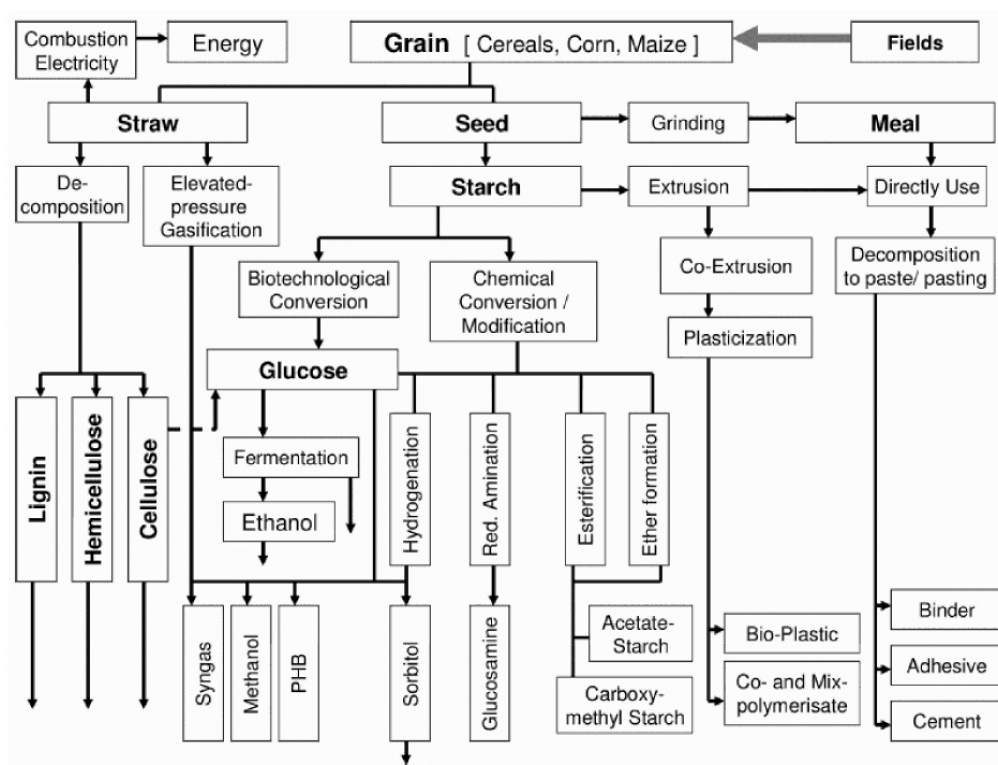 Combustion
Electricity
Energy
Grain [ Cereals, Corn, Maize ]
Fields
Straw
Seed
Grinding
Meal
De-
composition
Elevated-
pressure
Gasification
Starch
Extrusion
Directly Use
Biotechnological
Conversion
Chemical
Conversion /
Modification
Co-Extrusion
Decomposition
to paste/ pasting
Plasticization
Glucose
Lignin
Hemicellulose
Cellulose
Fermentation
Ethanol
Hydrogenation
Red. Amination
Esterification
Ether formation
Syngas
Methanol
PHB
Sorbitol
Glucosamine
Acetate-
Starch
Carboxy-
methyl Starch
Bio-Plastic
Co- and Mix-
polymerisate
Binder
Adhesive
Cement